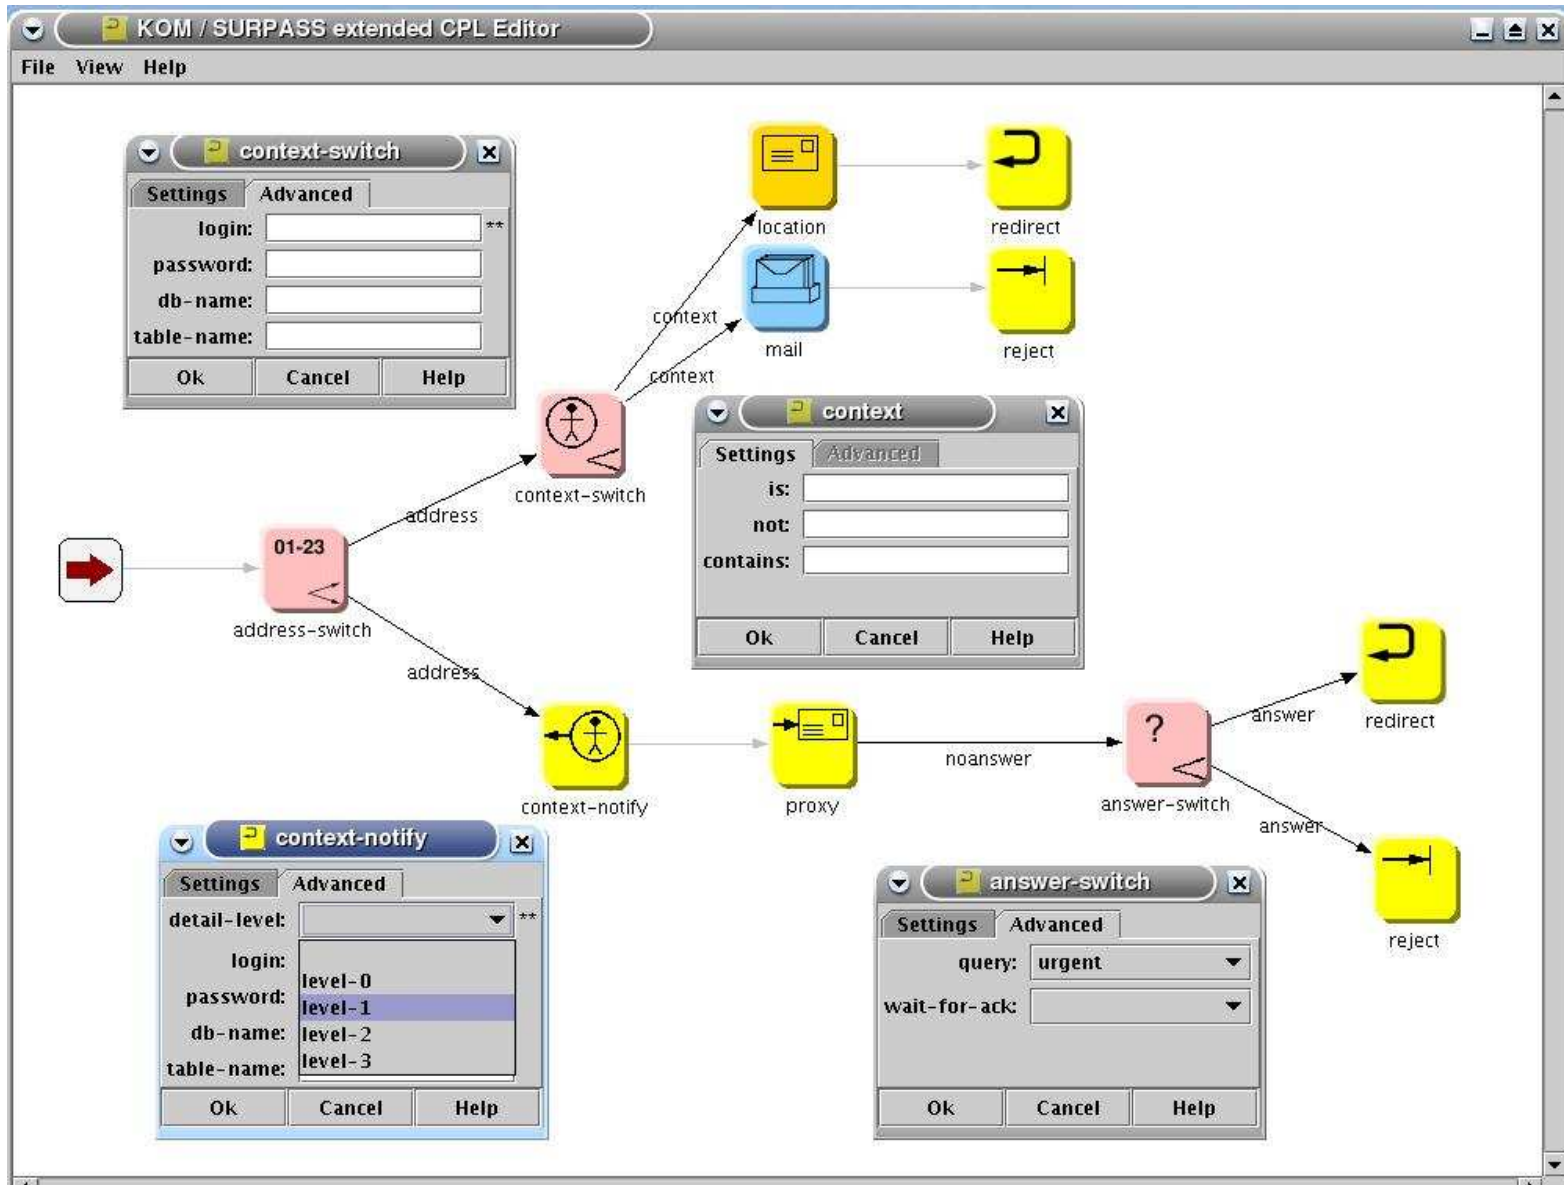 KOM / SURPASS extended CPL Editor
File View Help
context-switch
Settings Advanced
login: **
password:
db-name:
table-name:
Ok Cancel Help
location
redirect
mail
reject
context
context
context-switch
address
01-23
address-switch
address
context
Settings Advanced
is:
not:
contains:
Ok Cancel Help
context-notify
proxy
noanswer
?
answer-switch
answer
redirect
answer
reject
context-notify
Settings Advanced
detail-level: **
login:
level-0
password:
level-1
db-name:
level-2
table-name:
level-3
Ok Cancel Help
answer-switch
Settings Advanced
query: urgent
wait-for-ack:
Ok Cancel Help